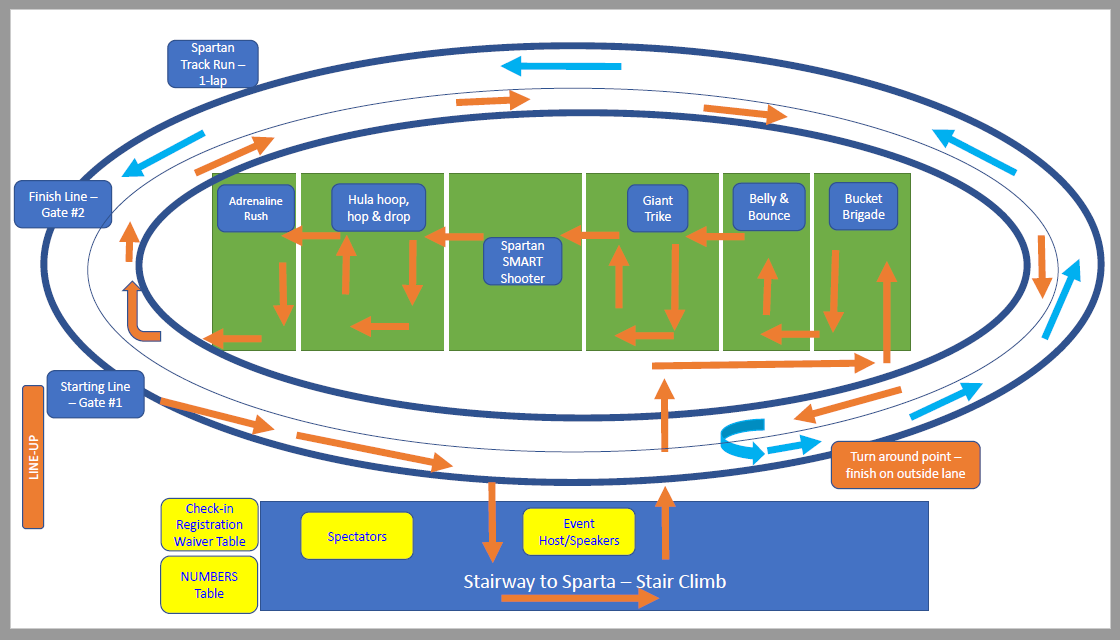 Spartan
Track Run –
1-lap
Finish Line –
Gate #2
Adrenaline
Rush
Hula hoop,
hop & drop
Spartan
SMART
Shooter
Giant
Trike
Belly &
Bounce
Bucket
Brigade
Starting Line
– Gate #1
LINE-UP
Turn around point –
finish on outside lane
Check-in
Registration
Waiver Table
NUMBERS
Table
Spectators
Event
Host/Speakers
Stairway to Sparta – Stair Climb